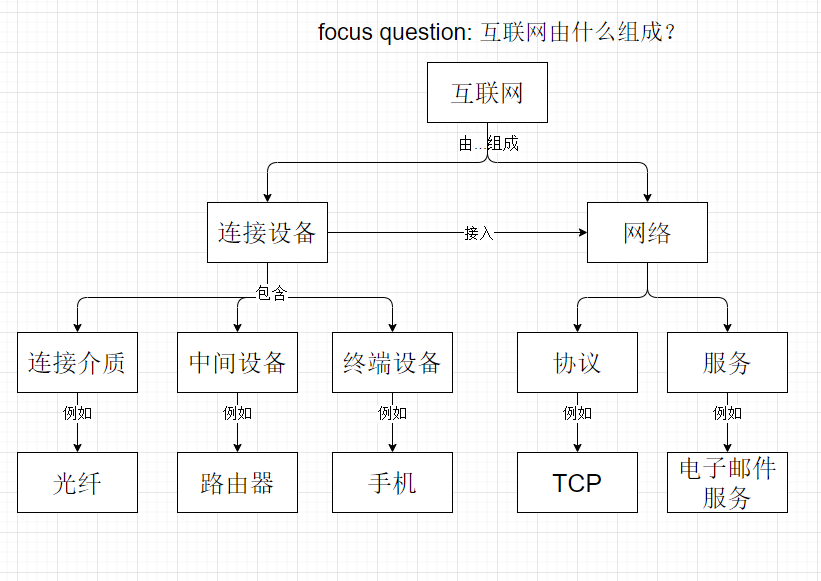 focus question: 互联网由什么组成?
互联网
由...组成
连接设备
接入
网络
包含
连接介质
中间设备
终端设备
协议
服务
例如
例如
例如
例如
例如
光纤
路由器
手机
TCP
电子邮件
服务